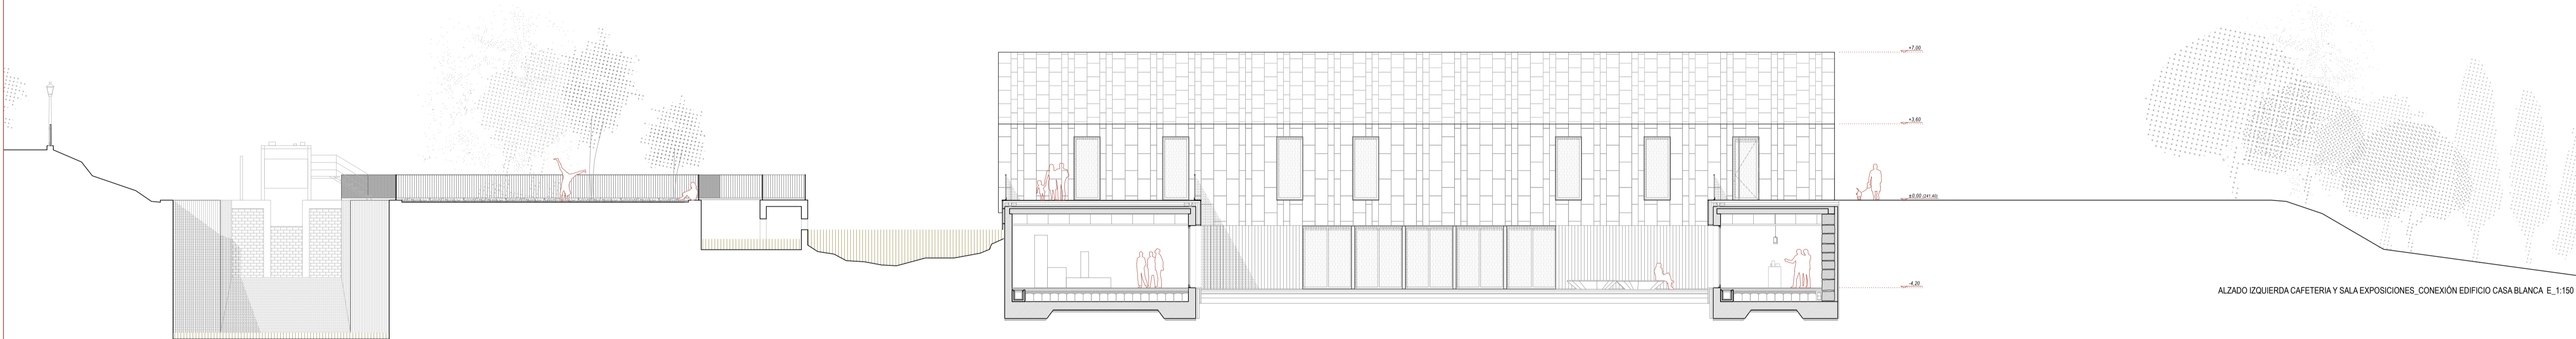 +7.00
+3.60
±0.00 (241.40)
-4.20
ALZADO IZQUIERDA CAFETERIA Y SALA EXPOSICIONES_CONEXIÓN EDIFICIO CASA BLANCA E_1:150